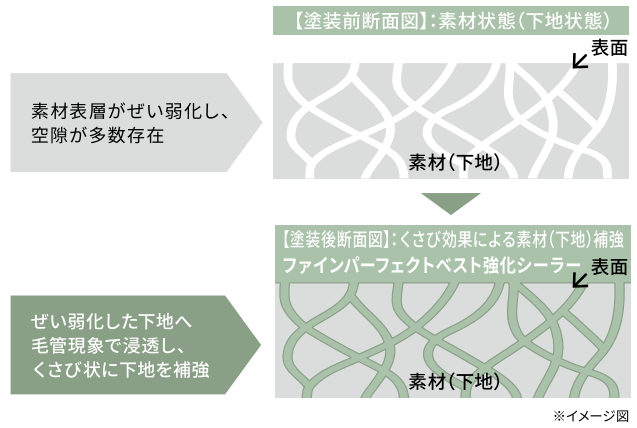 【塗装前断面図】：素材状態（下地状態）
表面
素材表層がぜい弱化し、
空隙が多数存在
素材（下地）
【塗装後断面図】：くさび効果による素材（下地）補強
ファインパーフェクトベスト強化シーラー
表面
ぜい弱化した下地へ
毛管現象で浸透し、
くさび状に下地を補強
素材（下地）
※イメージ図